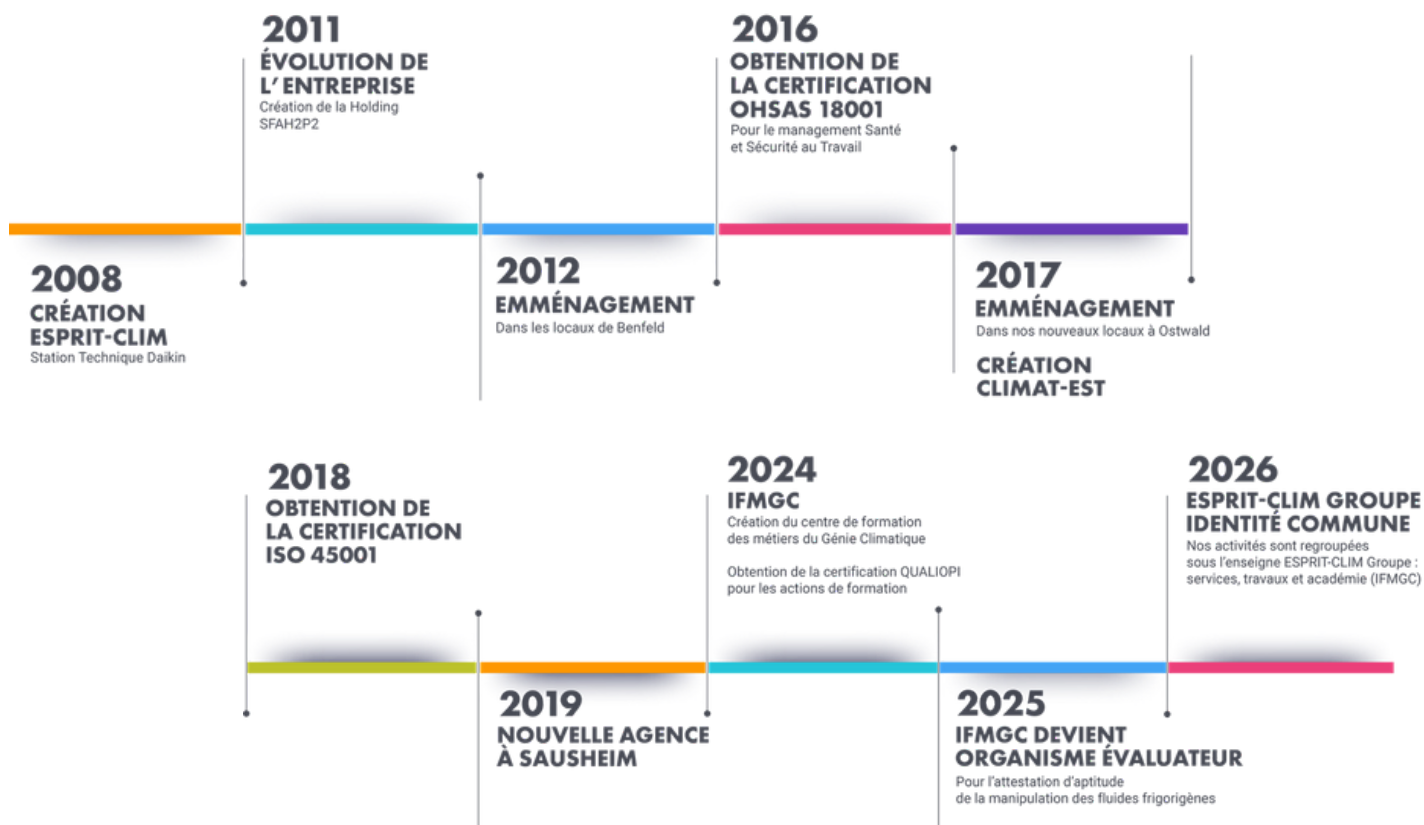 2011
ÉVOLUTION DE
L’ ENTREPRISE
Création de la Holding
SFAH2P2
2016
OBTENTION DE
LA CERTIFICATION
OHSAS 18001
Pour le management Santé
et Sécurité au Travail
2008
CRÉATION
ESPRIT-CLIM
Station Technique Daikin
2012
EMMÉNAGEMENT
Dans les locaux de Benfeld
2017
EMMÉNAGEMENT
Dans nos nouveaux locaux à Ostwald
CRÉATION
CLIMAT-EST
2018
OBTENTION DE
LA CERTIFICATION
ISO 45001
2024
IFMGC
Création du centre de formation
des métiers du Génie Climatique
Obtention de la certification QUALIOPI
pour les actions de formation
2026
ESPRIT-CLIM GROUPE
IDENTITÉ COMMUNE
Nos activités sont regroupées
sous l’enseigne ESPRIT-CLIM Groupe :
services, travaux et académie (IFMGC)
2019
NOUVELLE AGENCE
À SAUSHEIM
2025
IFMGC DEVIENT
ORGANISME ÉVALUATEUR
Pour l’attestation d’aptitude
de la manipulation des fluides frigorigènes